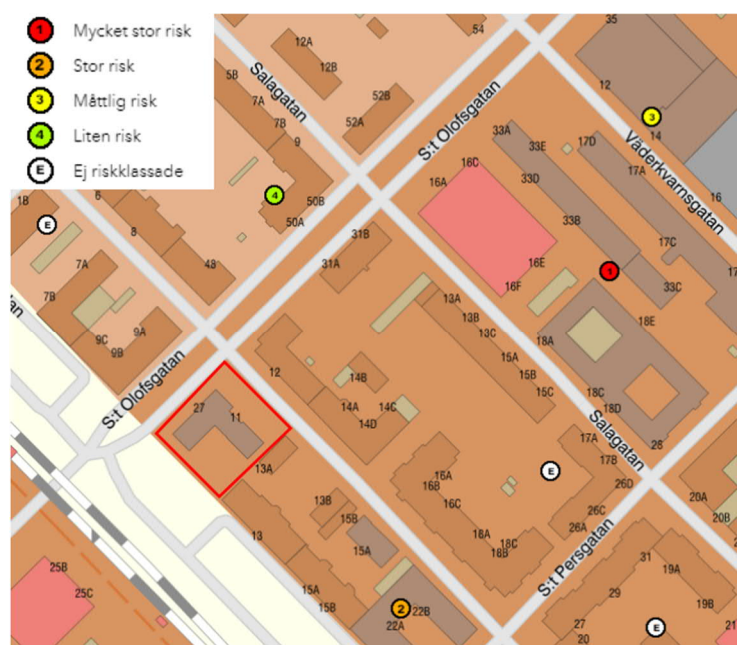 1 Mycket stor risk
2 Stor risk
3 Måttlig risk
4 Liten risk
E Ej riskklassade
Salagatan
S:t Olofsgatan
Väderkvarnsgatan
S:t Olofsgatan
Salagatan
S:t Persgatan
12A
12B
54
35
5B
7A
7B
9
52B
52A
12
3
14
16
33A
33E
17D
17A
16C
16A
33D
33B
4
50B
50A
1B
E
6
8
48
7A
7B
9A
9C
9B
31B
31A
16E
16F
1
17C
33C
17
18E
13A
13B
13C
18A
15A
15B
15C
12
14B
14A
14C
14D
27
11
18C
18D
28
13A
17A
17B
E
26D
16A
16B
16C
26C
26A
20A
20B
13
13B
15B
15A
18A
18C
18B
15A
15B
2
22B
22A
31
19A
29
19B
27
20
E
21
25B
25C